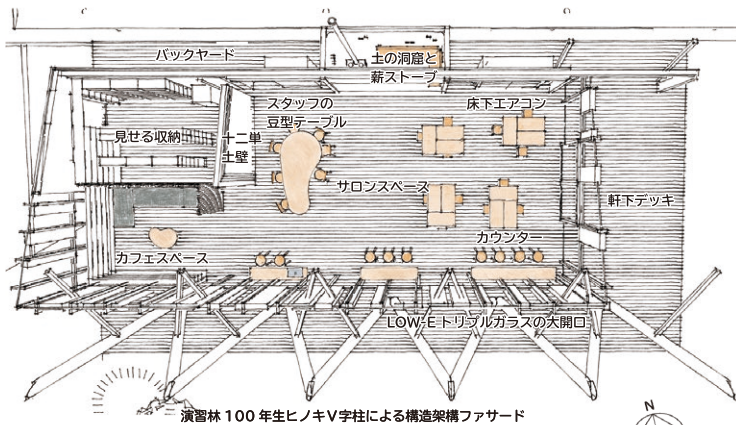 バックヤード
土の洞窟と
薪ストーブ
スタッフの
豆型テーブル
床下エアコン
見せる収納
十二単
土壁
サロンスペース
軒下デッキ
カウンター
カフェスペース
LOW-Eトリプルガラスの大開口
演習林100年生ヒノキV字柱による構造架構ファサード
N